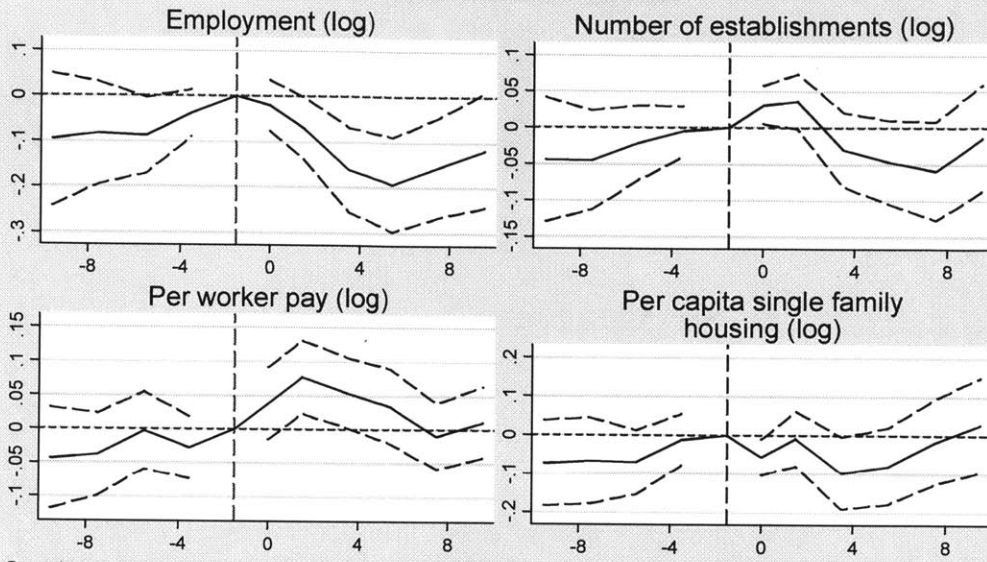 Employment (log)
.1
0
-.1
-.2
-.3
-8 -4 0 4 8
Number of establishments (log)
.1
.05
0
-.05
-.1
-.15
-8 -4 0 4 8
Per worker pay (log)
.15
.1
.05
0
-.05
-.1
-8 -4 0 4 8
Per capita single family
housing (log)
.2
.1
0
-.1
-.2
-8 -4 0 4 8